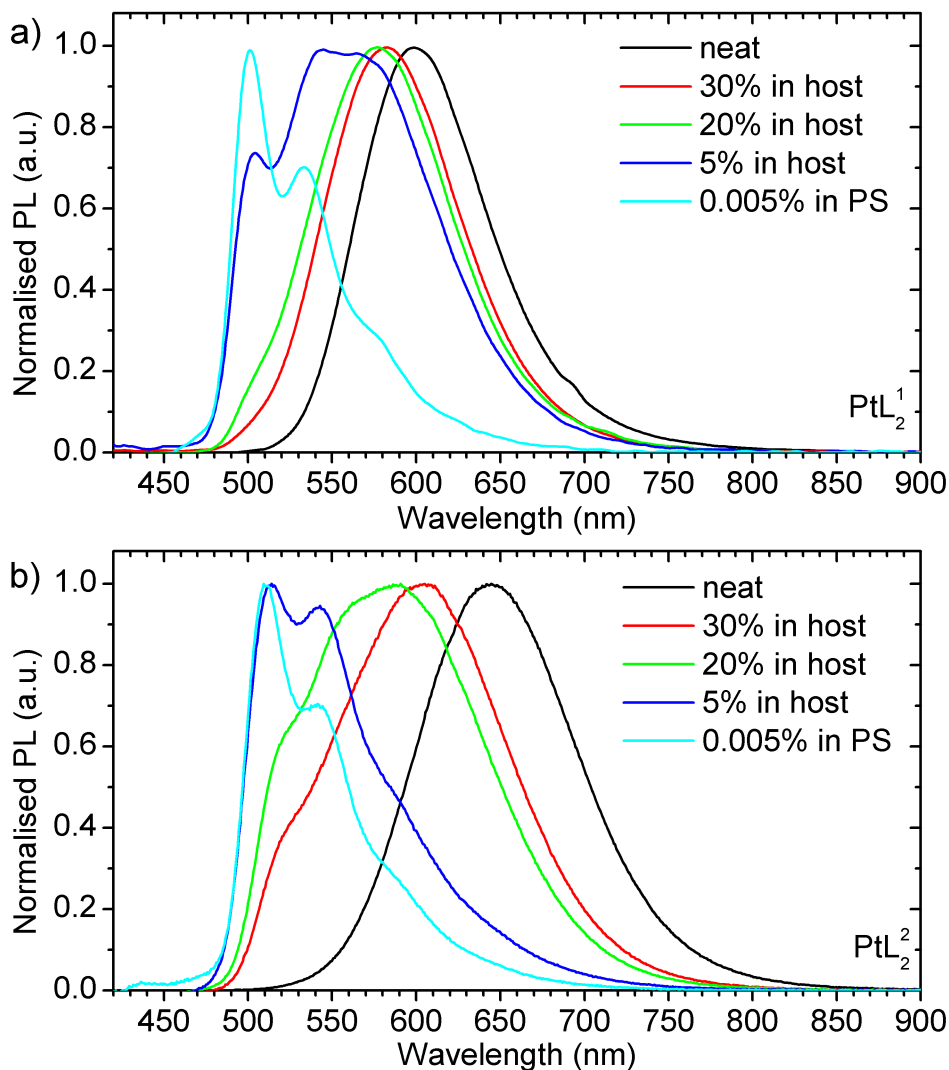 a)
1.0
0.8
0.6
0.4
0.2
0.0
Normalised PL (a.u.)
neat
30% in host
20% in host
5% in host
0.005% in PS
PtL¹₂
450 500 550 600 650 700 750 800 850 900
Wavelength (nm)
b)
1.0
0.8
0.6
0.4
0.2
0.0
Normalised PL (a.u.)
neat
30% in host
20% in host
5% in host
0.005% in PS
PtL²₂
450 500 550 600 650 700 750 800 850 900
Wavelength (nm)